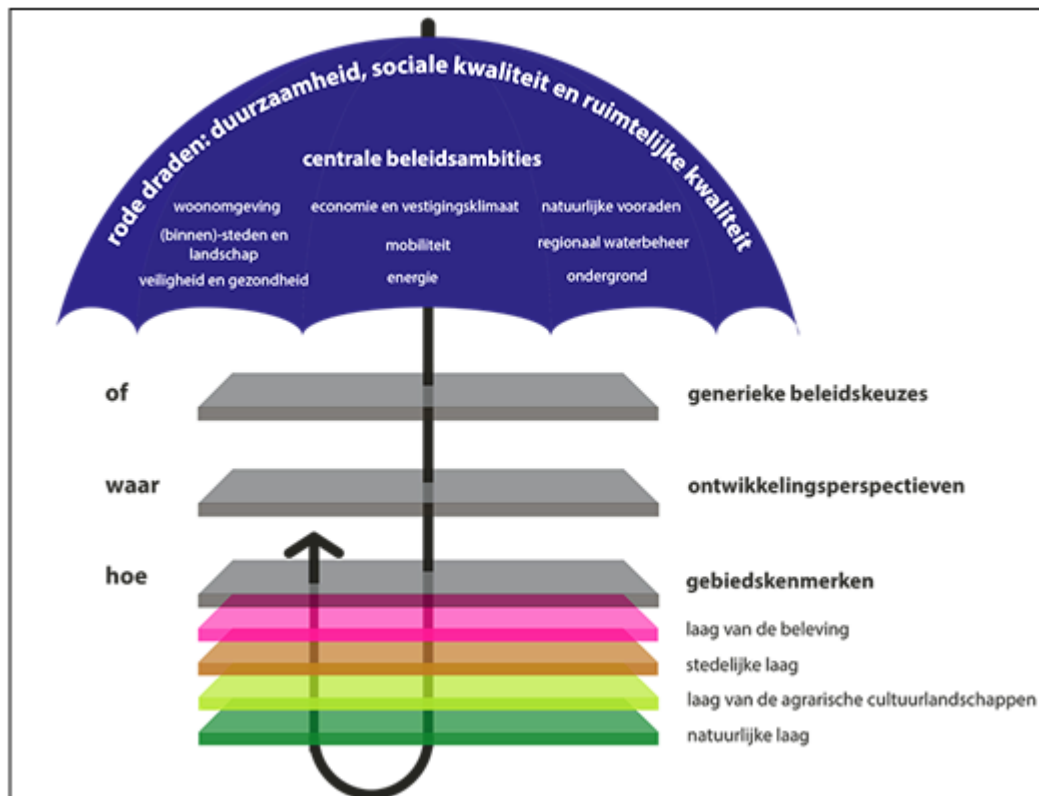 rode draden: duurzaamheid, sociale kwaliteit en ruimtelijke kwaliteit
centrale beleidsambities
woonomgeving
(binnen)-steden en
landschap
veiligheid en gezondheid
economie en vestigingsklimaat
mobiliteit
energie
natuurlijke vooraden
regionaal waterbeheer
ondergrond
of
generieke beleidskeuzes
waar
ontwikkelingsperspectieven
hoe
gebiedskenmerken
laag van de beleving
stedelijke laag
laag van de agrarische cultuurlandschappen
natuurlijke laag